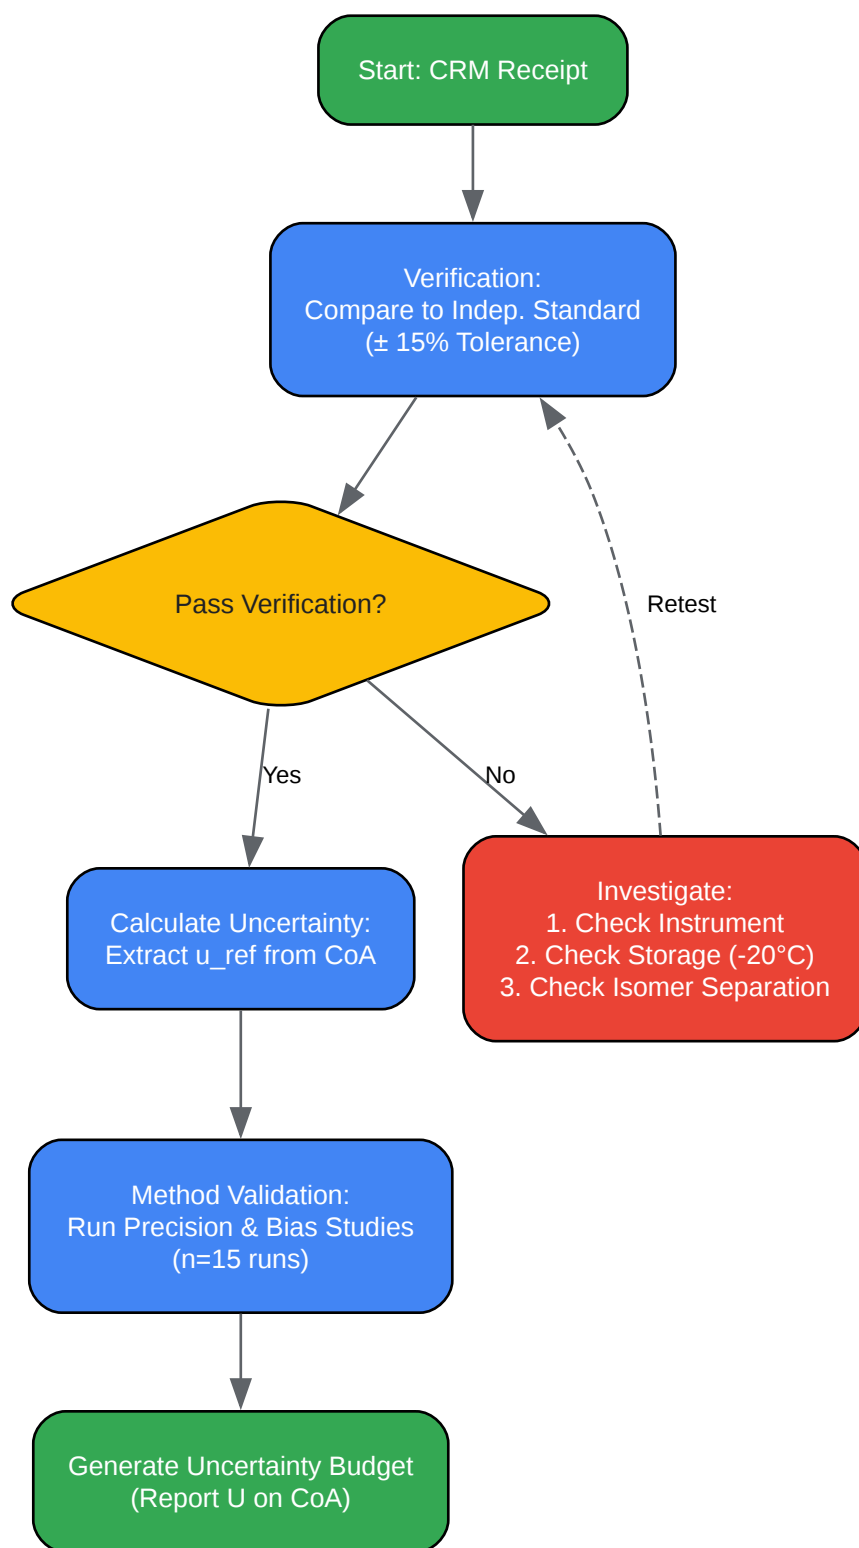 Start: CRM Receipt
Verification:
Compare to Indep. Standard
(± 15% Tolerance)
Pass Verification?
Retest
Yes
No
Calculate Uncertainty:
Extract u_ref from CoA
Investigate:
1. Check Instrument
2. Check Storage (-20°C)
3. Check Isomer Separation
Method Validation:
Run Precision & Bias Studies
(n=15 runs)
Generate Uncertainty Budget
(Report U on CoA)